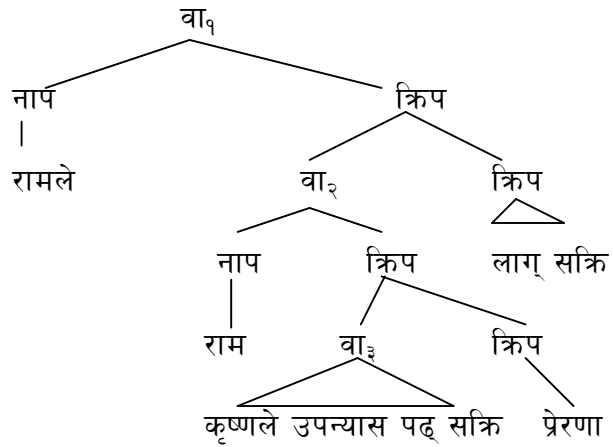 वा१
नाप क्रिप
रामले वा२ क्रिप
नाप क्रिप लाग् सक्रि
राम वा३ क्रिप
कृष्णले उपन्यास पढ् सक्रि प्रेरणा